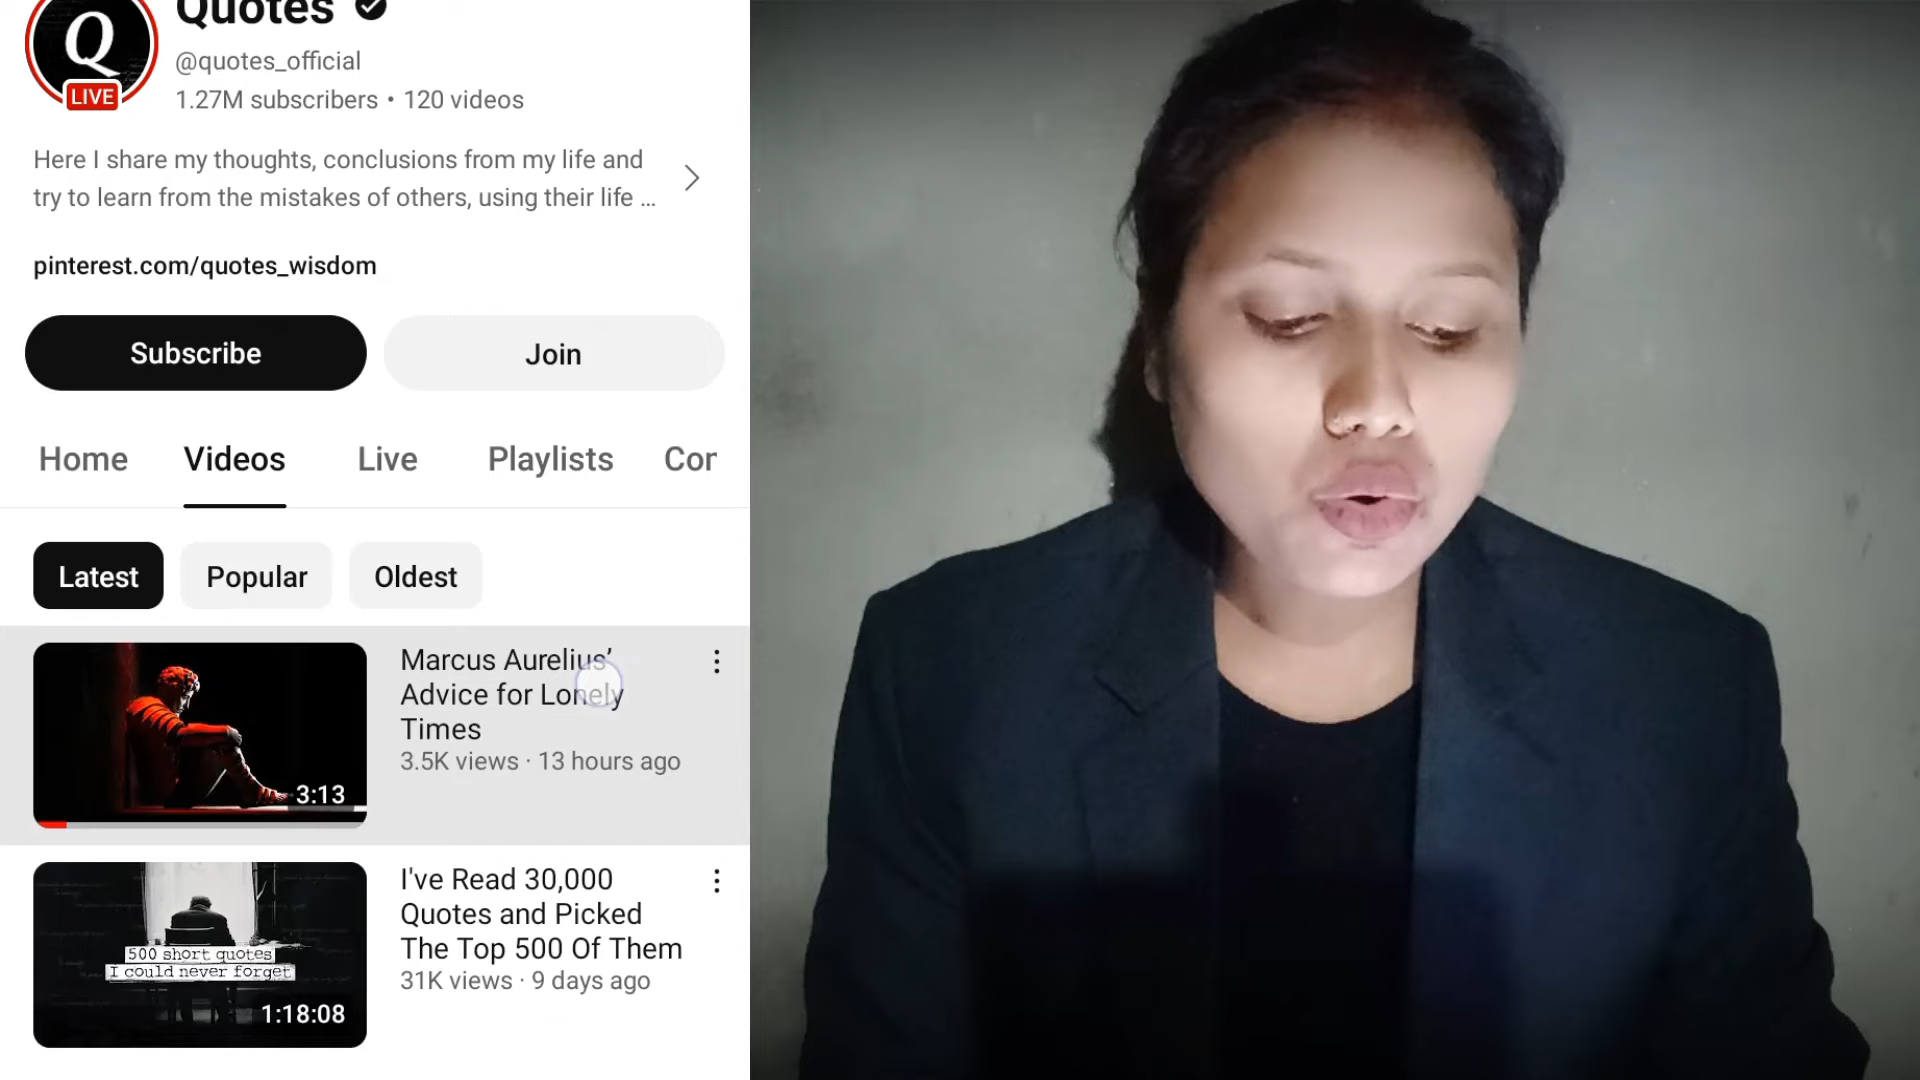 Quotes
Q
LIVE
@quotes_official
1.27M subscribers • 120 videos
Here I share my thoughts, conclusions from my life and
try to learn from the mistakes of others, using their life ...
pinterest.com/quotes_wisdom
Subscribe
Join
Home
Videos
Live
Playlists
Cor
Latest
Popular
Oldest
Marcus Aurelius’
Advice for Lonely
Times
3.5K views · 13 hours ago
3:13
I've Read 30,000
Quotes and Picked
The Top 500 Of Them
31K views · 9 days ago
500 short quotes
I could never forget
1:18:08